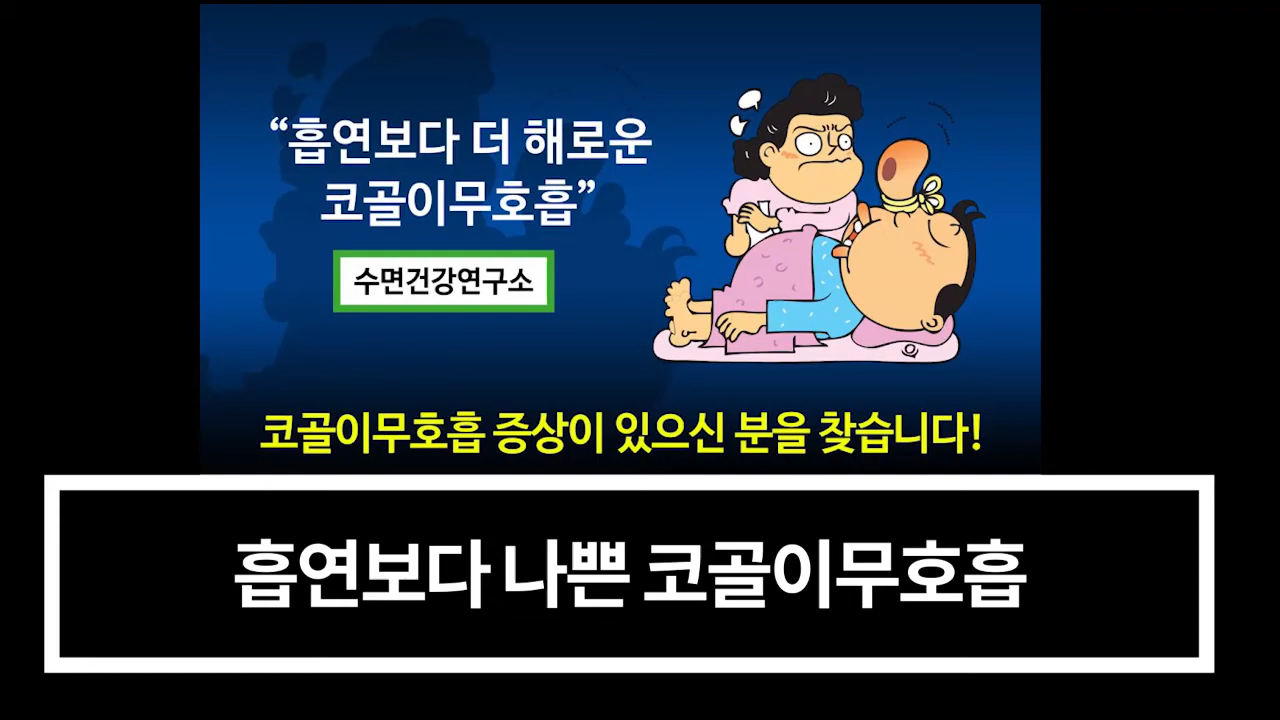 “흡연보다 더 해로운
코골이무호흡”
수면건강연구소
코골이무호흡 증상이 있으신 분을 찾습니다!
흡연보다 나쁜 코골이무호흡